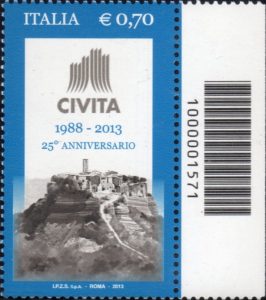 ITALIA € 0,70
CIVITA
1988 - 2013
25° ANNIVERSARIO
I.P.Z.S. S.p.A. - ROMA - 2013
1000001571